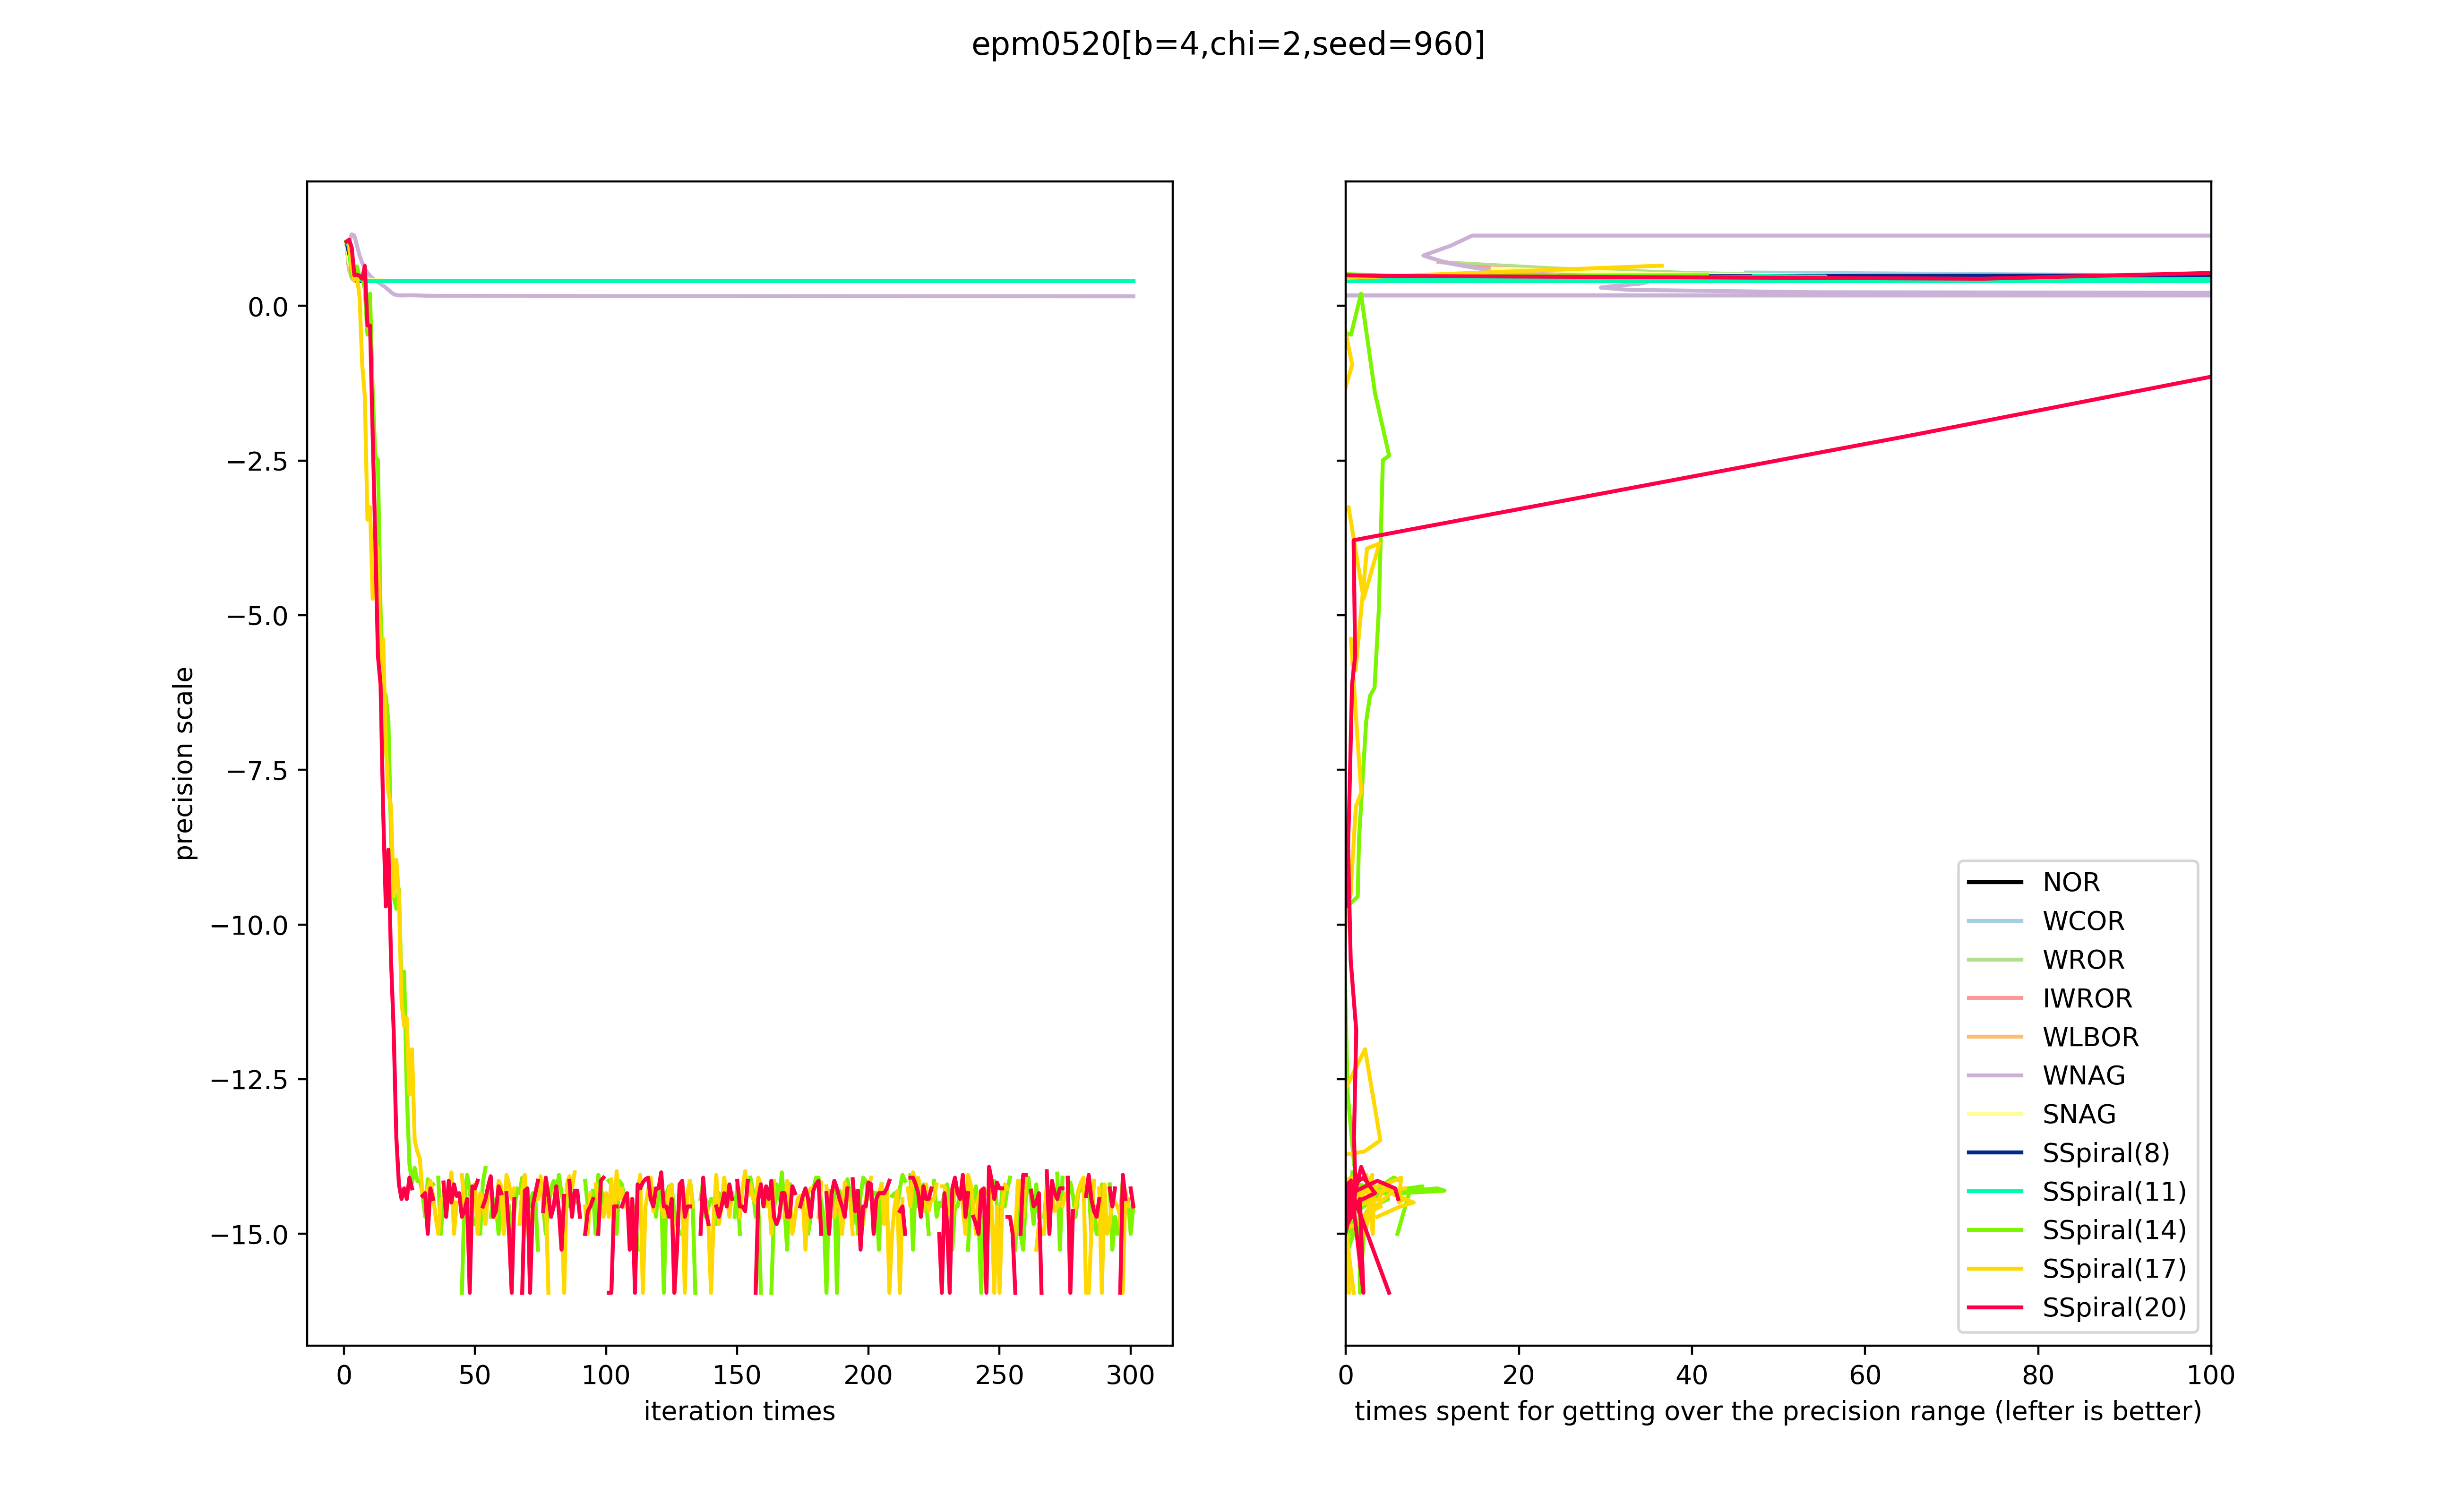 epm0520[b=4,chi=2,seed=960]
precision scale
0.0
−2.5
−5.0
−7.5
−10.0
−12.5
−15.0
0 50 100 150 200 250 300
iteration times
0 20 40 60 80 100
times spent for getting over the precision range (lefter is better)
NOR
WCOR
WROR
IWROR
WLBOR
WNAG
SNAG
SSpiral(8)
SSpiral(11)
SSpiral(14)
SSpiral(17)
SSpiral(20)